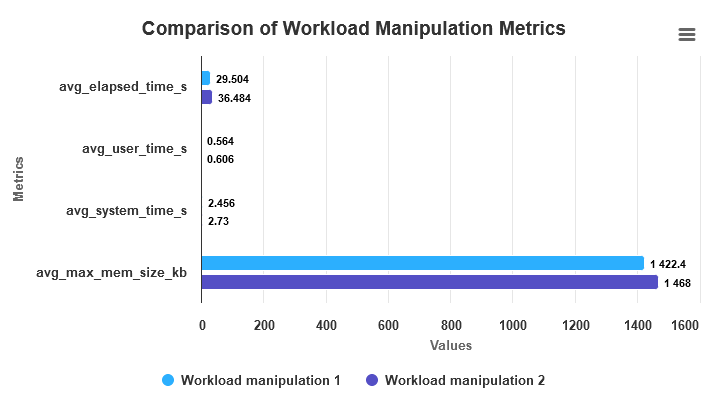 Comparison of Workload Manipulation Metrics
Metrics
avg_elapsed_time_s
29.504
36.484
avg_user_time_s
0.564
0.606
avg_system_time_s
2.456
2.73
avg_max_mem_size_kb
1 422.4
1 468
0 200 400 600 800 1000 1200 1400 1600
Values
Workload manipulation 1 Workload manipulation 2